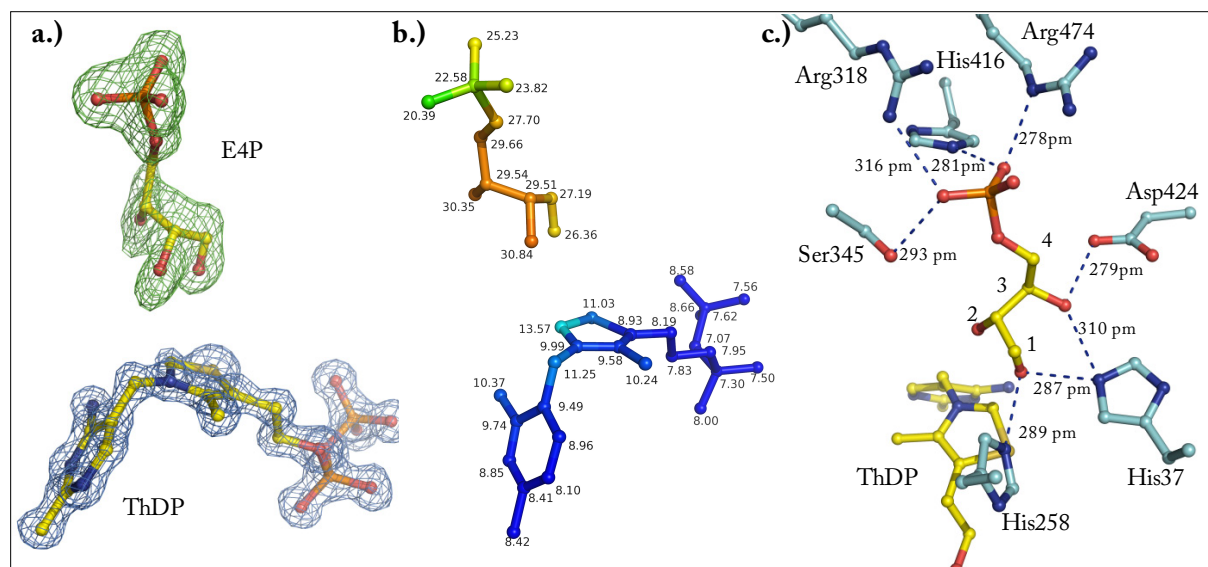 a.)
E4P
ThDP
b.)
25.23
22.58
23.82
20.39
27.70
29.66
29.54
29.51
27.19
30.35
26.36
30.84
8.58
7.56
11.03
8.66
7.62
13.57
8.93
8.19
9.99
7.07
9.58
7.95
11.25
10.24
7.83
7.30
7.50
10.37
9.49
8.00
9.74
8.96
8.85
8.10
8.41
8.42
c.)
Arg474
His416
Arg318
278pm
316 pm
281pm
Asp424
Ser345
293 pm
4
279pm
3
2
310 pm
1
287 pm
289 pm
ThDP
His37
His258